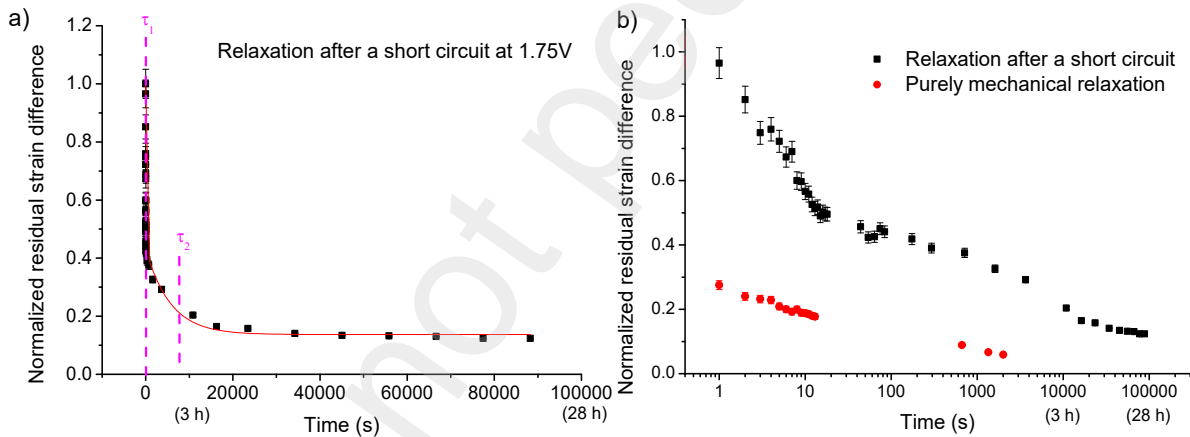 a)
τ1
τ2
Relaxation after a short circuit at 1.75V
Normalized residual strain difference
1.2
1.0
0.8
0.6
0.4
0.2
0.0
0 20000 40000 60000 80000 100000
(3 h) (28 h)
Time (s)
b)
Relaxation after a short circuit
Purely mechanical relaxation
Normalized residual strain difference
1.0
0.8
0.6
0.4
0.2
0.0
1 10 100 1000 10000 100000
(3 h) (28 h)
Time (s)
not pe